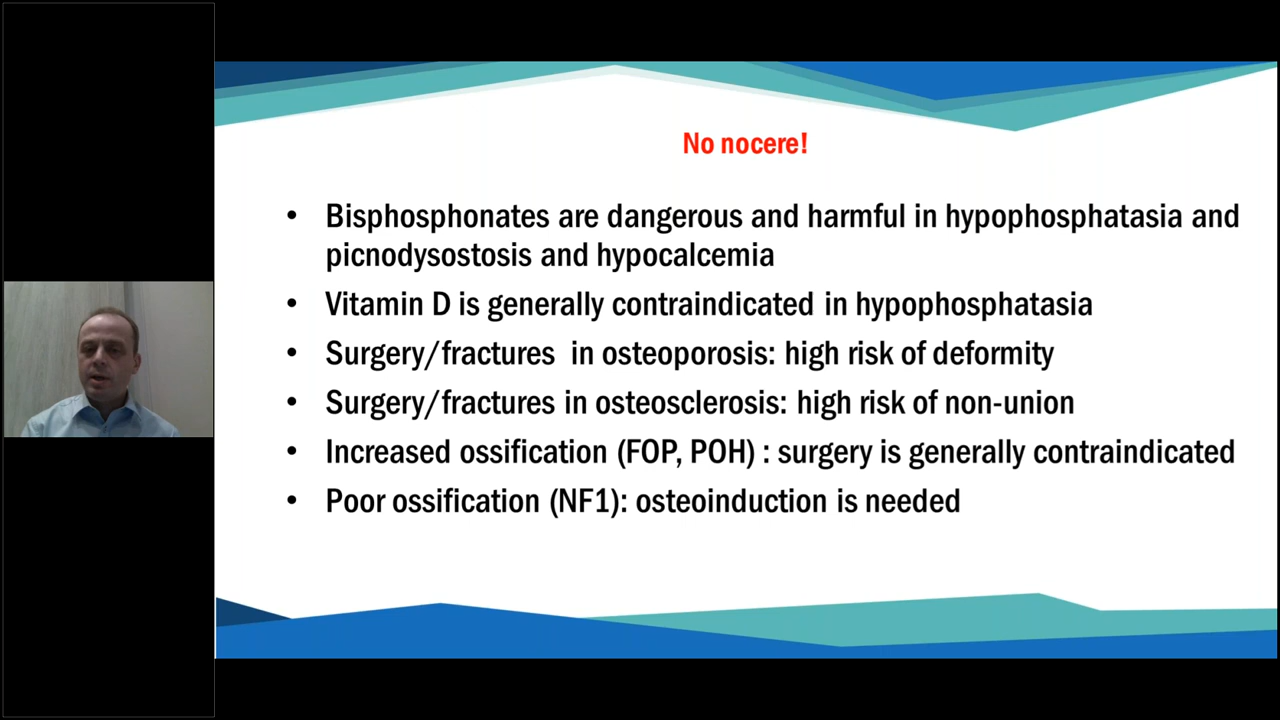 No nocere!
• Bisphosphonates are dangerous and harmful in hypophosphatasia and
picnodysostosis and hypocalcemia
• Vitamin D is generally contraindicated in hypophosphatasia
• Surgery/fractures in osteoporosis: high risk of deformity
• Surgery/fractures in osteosclerosis: high risk of non-union
• Increased ossification (FOP, POH) : surgery is generally contraindicated
• Poor ossification (NF1): osteoinduction is needed